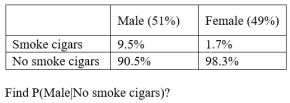 Male (51%) Female (49%)
Smoke cigars 9.5% 1.7%
No smoke cigars 90.5% 98.3%
Find P(Male|No smoke cigars)?